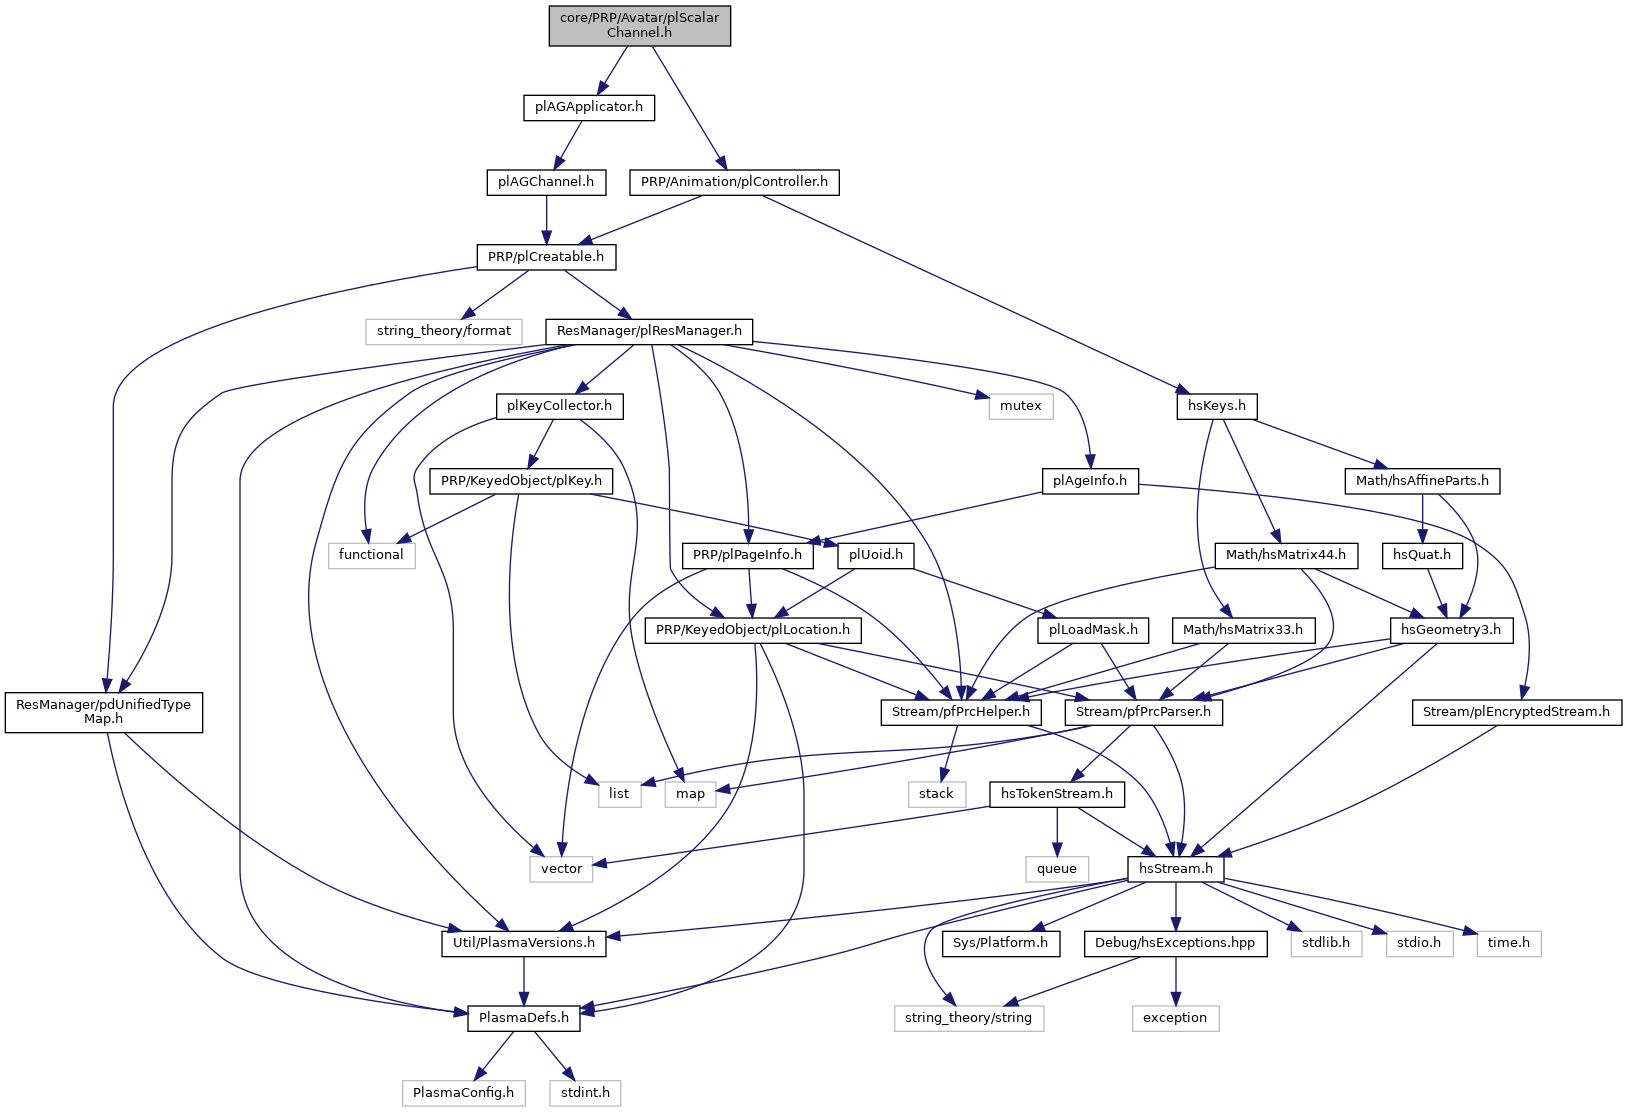 core/PRP/Avatar/plScalar
Channel.h
plAGApplicator.h
plAGChannel.h
PRP/Animation/plController.h
PRP/plCreatable.h
string_theory/format
ResManager/plResManager.h
plKeyCollector.h
mutex
hsKeys.h
PRP/KeyedObject/plKey.h
plAgeInfo.h
Math/hsAffineParts.h
functional
PRP/plPageInfo.h
plUoid.h
Math/hsMatrix44.h
hsQuat.h
PRP/KeyedObject/plLocation.h
plLoadMask.h
Math/hsMatrix33.h
hsGeometry3.h
ResManager/pdUnifiedType
Map.h
Stream/pfPrcHelper.h
Stream/pfPrcParser.h
Stream/plEncryptedStream.h
list
map
stack
hsTokenStream.h
vector
queue
hsStream.h
Util/PlasmaVersions.h
Sys/Platform.h
Debug/hsExceptions.hpp
stdlib.h
stdio.h
time.h
PlasmaDefs.h
string_theory/string
exception
PlasmaConfig.h
stdint.h